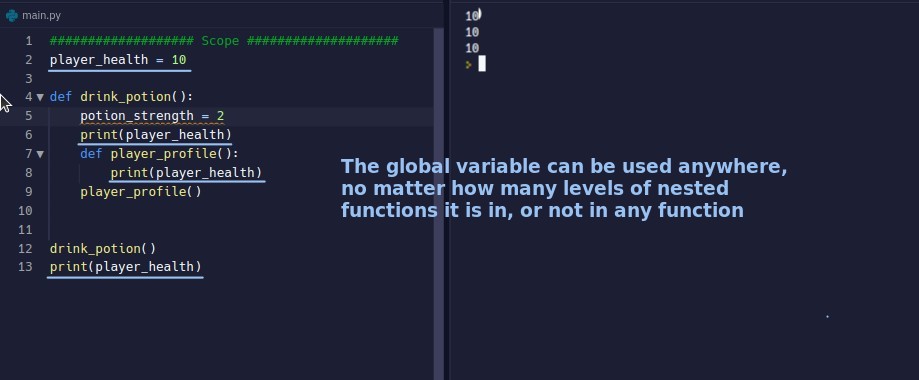 main.py
1 ################### Scope ####################
2 player_health = 10
3
4 def drink_potion():
5 potion_strength = 2
6 print(player_health)
7 def player_profile():
8 print(player_health)
9 player_profile()
10
11
12 drink_potion()
13 print(player_health)
10
10
10
>
The global variable can be used anywhere,
no matter how many levels of nested
functions it is in, or not in any function